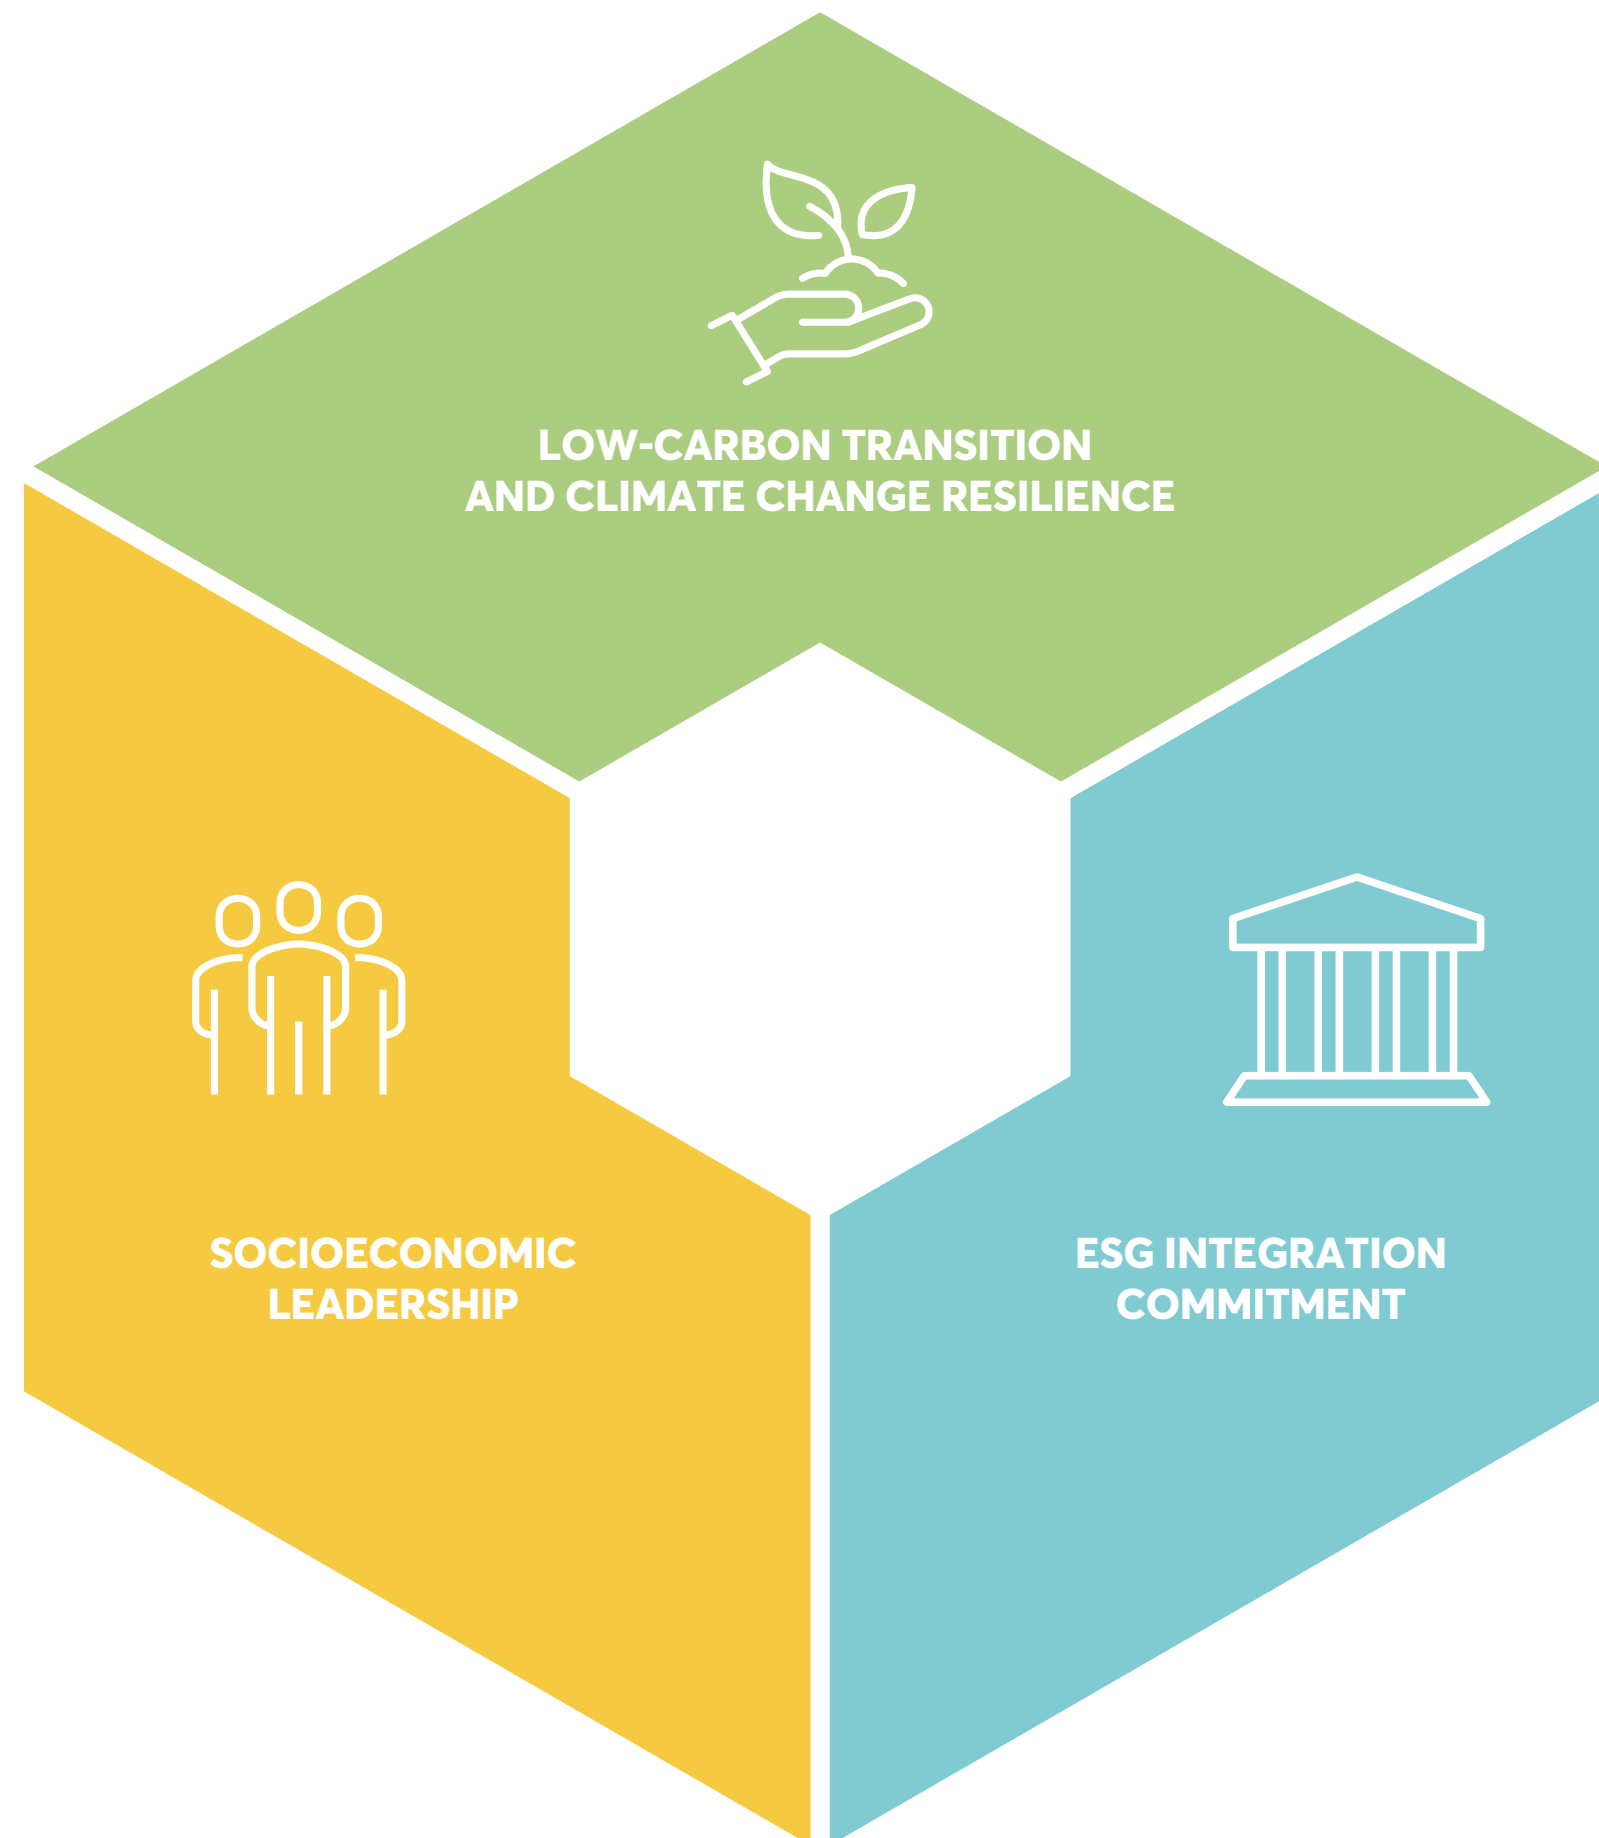 LOW-CARBON TRANSITION
AND CLIMATE CHANGE RESILIENCE
SOCIOECONOMIC
LEADERSHIP
ESG INTEGRATION
COMMITMENT